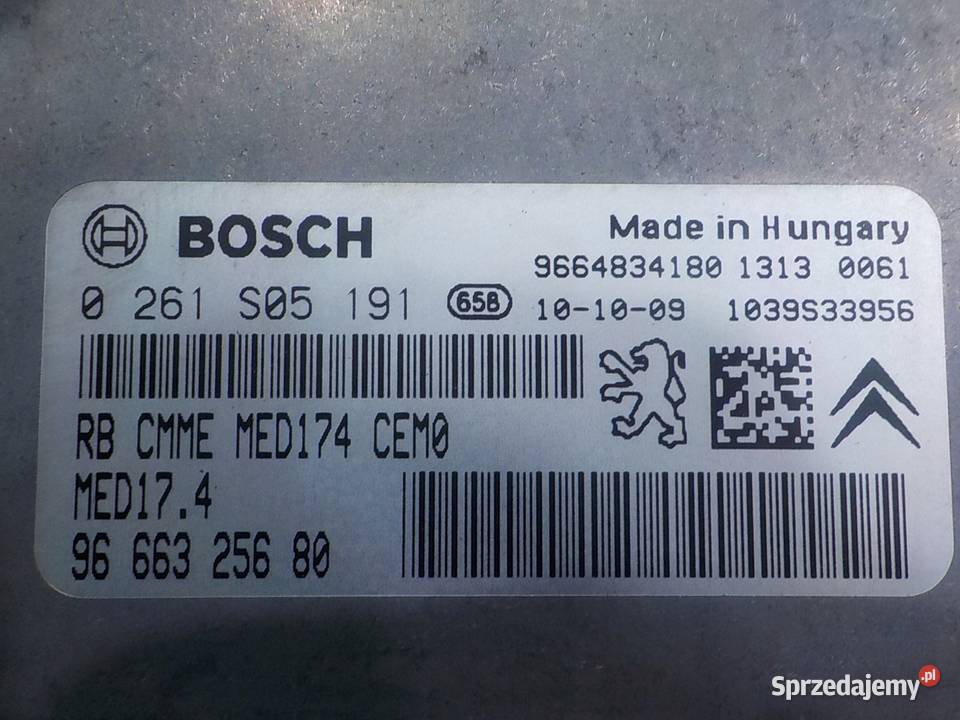 BOSCH
Made in Hungary
9664834180 1313 0061
0 261 S05 191 65B 10-10-09 1039S33956
RB CMME MED174 CEM0
MED17.4
96 663 256 80
Sprzedajemy.pl